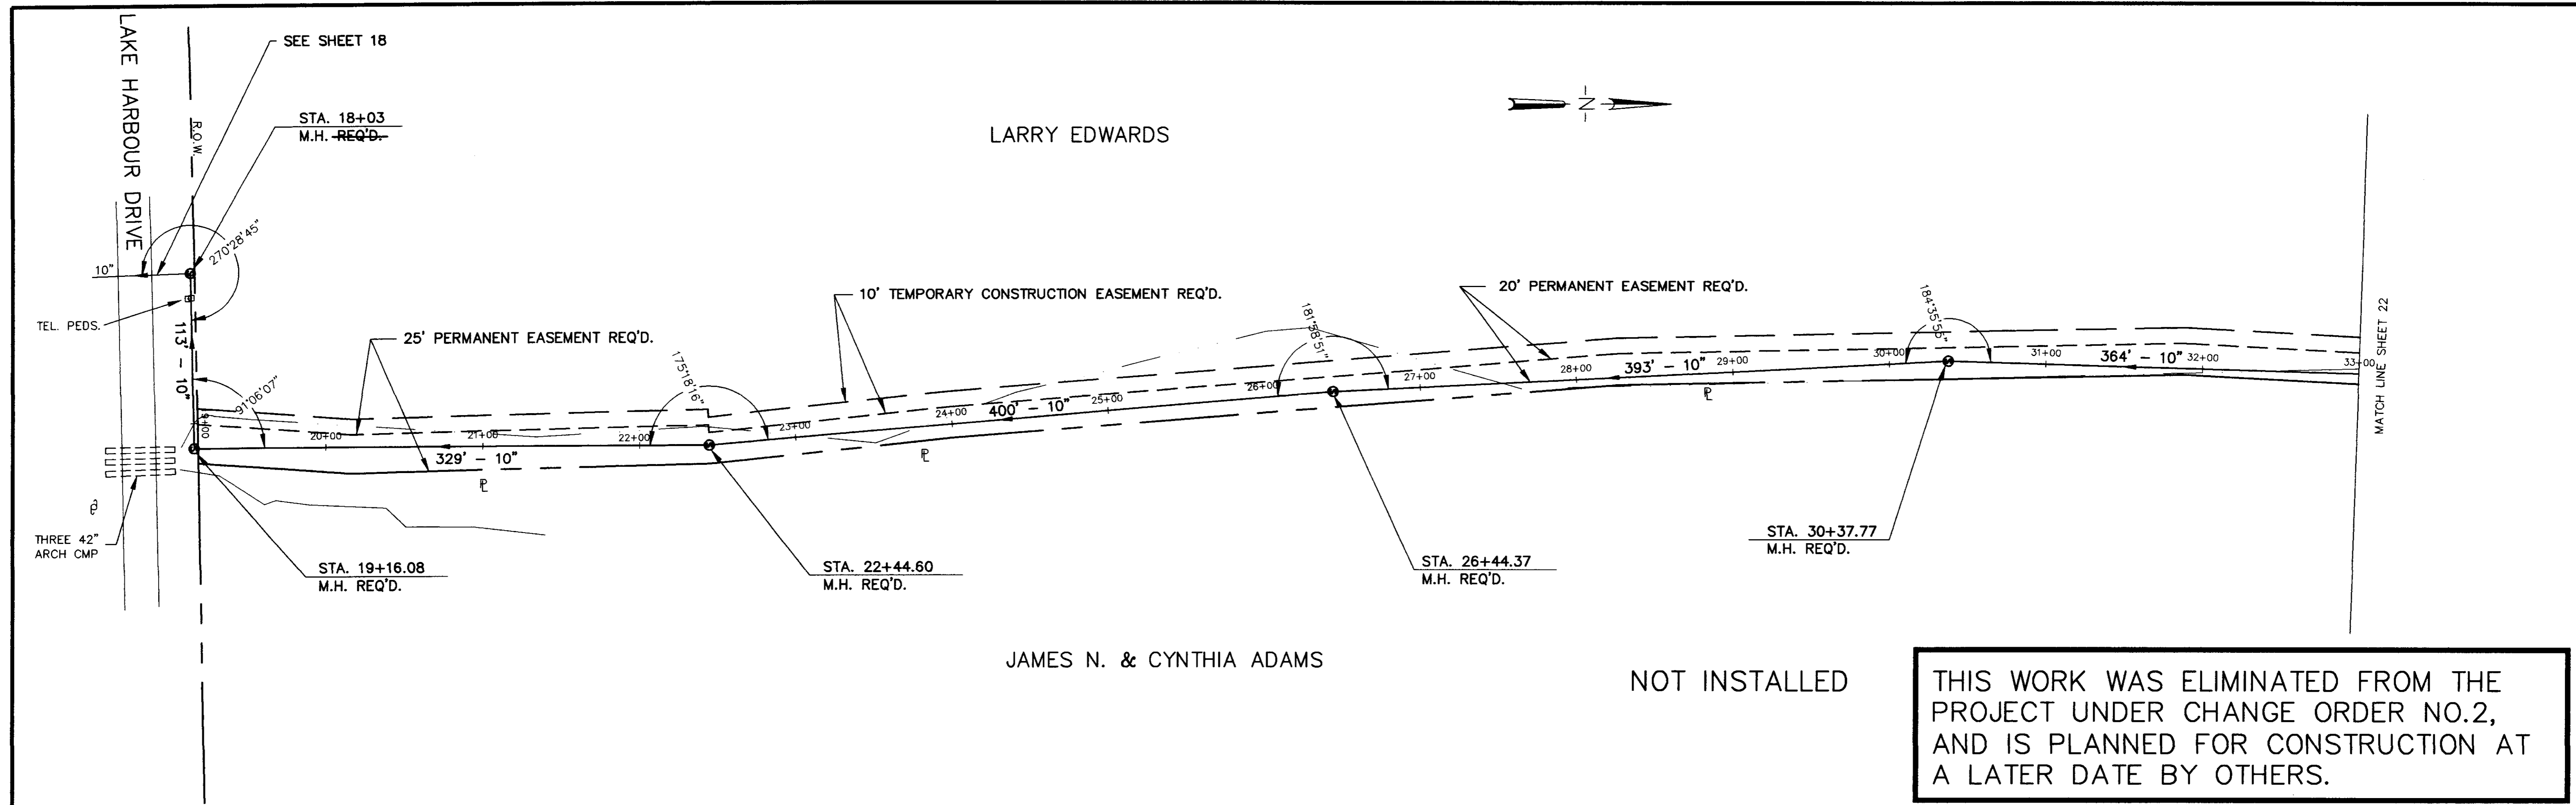 LAKE HARBOUR DRIVE
SEE SHEET 18
R.O.W.
STA. 18+03
M.H. REQ'D.
LARRY EDWARDS
N
270°28'45"
10"
TEL. PEDS.
113' - 10"
91°06'07"
25' PERMANENT EASEMENT REQ'D.
10' TEMPORARY CONSTRUCTION EASEMENT REQ'D.
20' PERMANENT EASEMENT REQ'D.
175°18'16"
181°58'51"
184°35'55"
MATCH LINE SHEET 22
20+00
21+00
22+00
23+00
24+00
25+00
26+00
27+00
28+00
29+00
30+00
31+00
32+00
33+00
329' - 10"
400' - 10"
393' - 10"
364' - 10"
THREE 42"
ARCH CMP
STA. 19+16.08
M.H. REQ'D.
STA. 22+44.60
M.H. REQ'D.
STA. 26+44.37
M.H. REQ'D.
STA. 30+37.77
M.H. REQ'D.
JAMES N. & CYNTHIA ADAMS
NOT INSTALLED
THIS WORK WAS ELIMINATED FROM THE
PROJECT UNDER CHANGE ORDER NO.2,
AND IS PLANNED FOR CONSTRUCTION AT
A LATER DATE BY OTHERS.